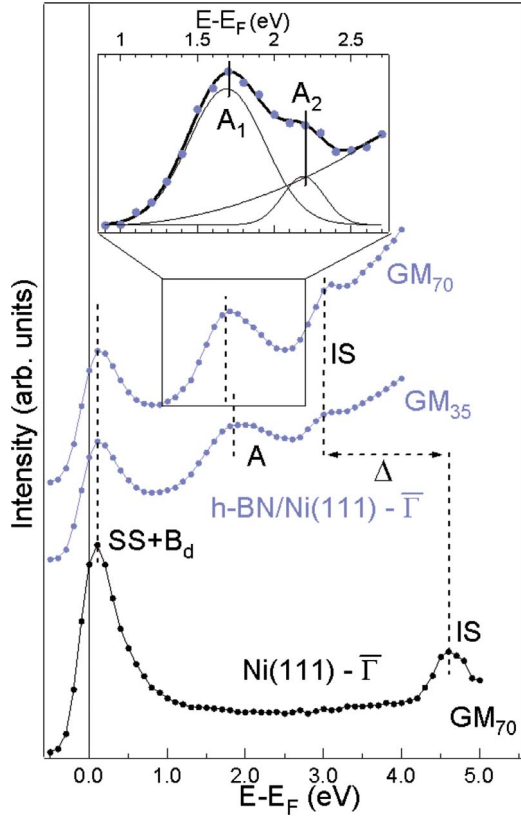 E-E_F (eV)
1.0 1.5 2.0 2.5
A_1
A_2
GM_70
IS
GM_35
A
Δ
h-BN/Ni(111) - Γ̅
SS+B_d
IS
Ni(111) - Γ̅
GM_70
Intensity (arb. units)
0.0 1.0 2.0 3.0 4.0 5.0
E-E_F (eV)